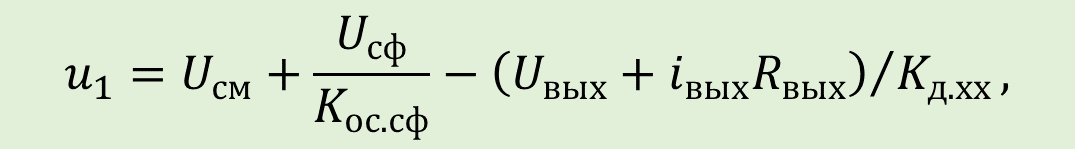 u₁ = U_см + U_сф / K_ос.сф − (U_вых + i_вых R_вых)/K_д.хх ,